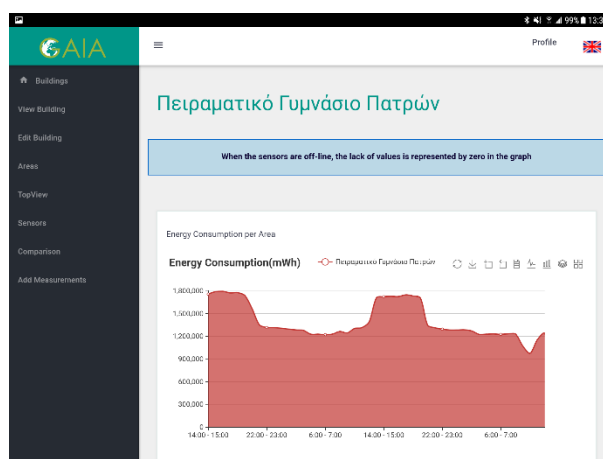 99% 13:3
GAIA
Profile
Buildings
View Building
Edit Building
Areas
TopView
Sensors
Comparison
Add Measurements
Πειραματικό Γυμνάσιο Πατρών
When the sensors are off-line, the lack of values is represented by zero in the graph
Energy Consumption per Area
Energy Consumption(mWh)
Πειραματικο Γυμνάσιο Πατρών
1,800,000
1,500,000
1,200,000
900,000
600,000
300,000
0
14:00 - 15:00 22:00 - 23:00 6:00 - 7:00 14:00 - 15:00 22:00 - 23:00 6:00 - 7:00